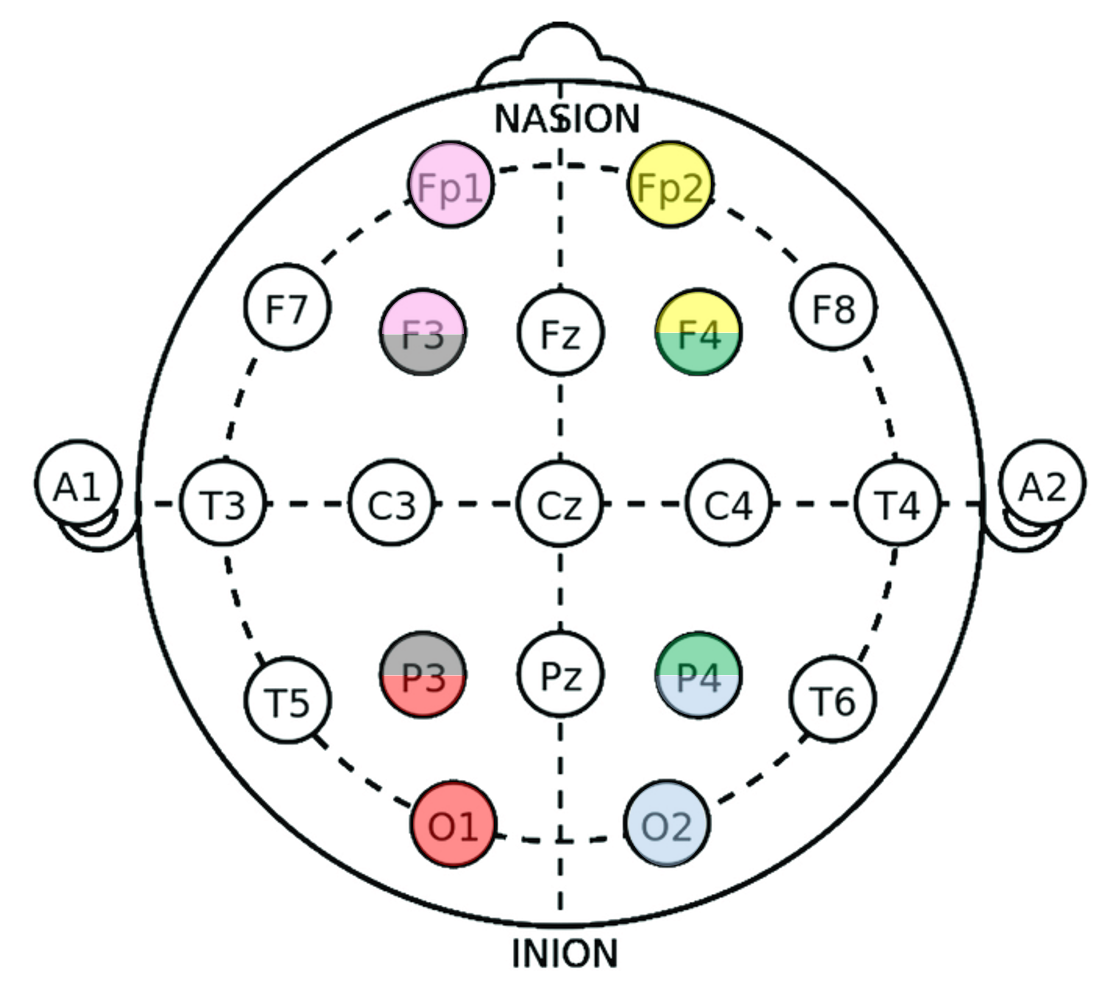 NASION
Fp1 Fp2
F7 F3 Fz F4 F8
A1 T3 C3 Cz C4 T4 A2
T5 P3 Pz P4 T6
O1 O2
INION